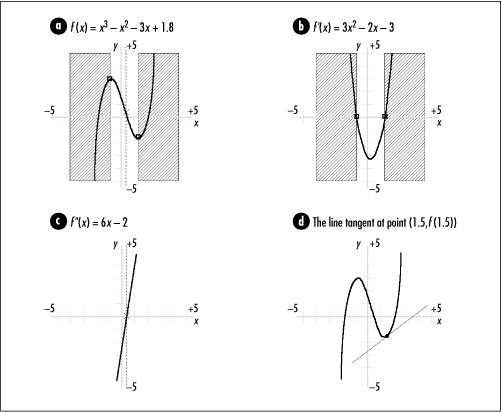 a f (x) = x³ – x² – 3x + 1.8
y +5
–5 +5
x
–5
b f'(x) = 3x² – 2x – 3
y +5
–5 +5
x
–5
c f"(x) = 6x – 2
y +5
–5 +5
x
–5
d The line tangent at point (1.5,f (1.5))
y +5
–5 +5
x
–5